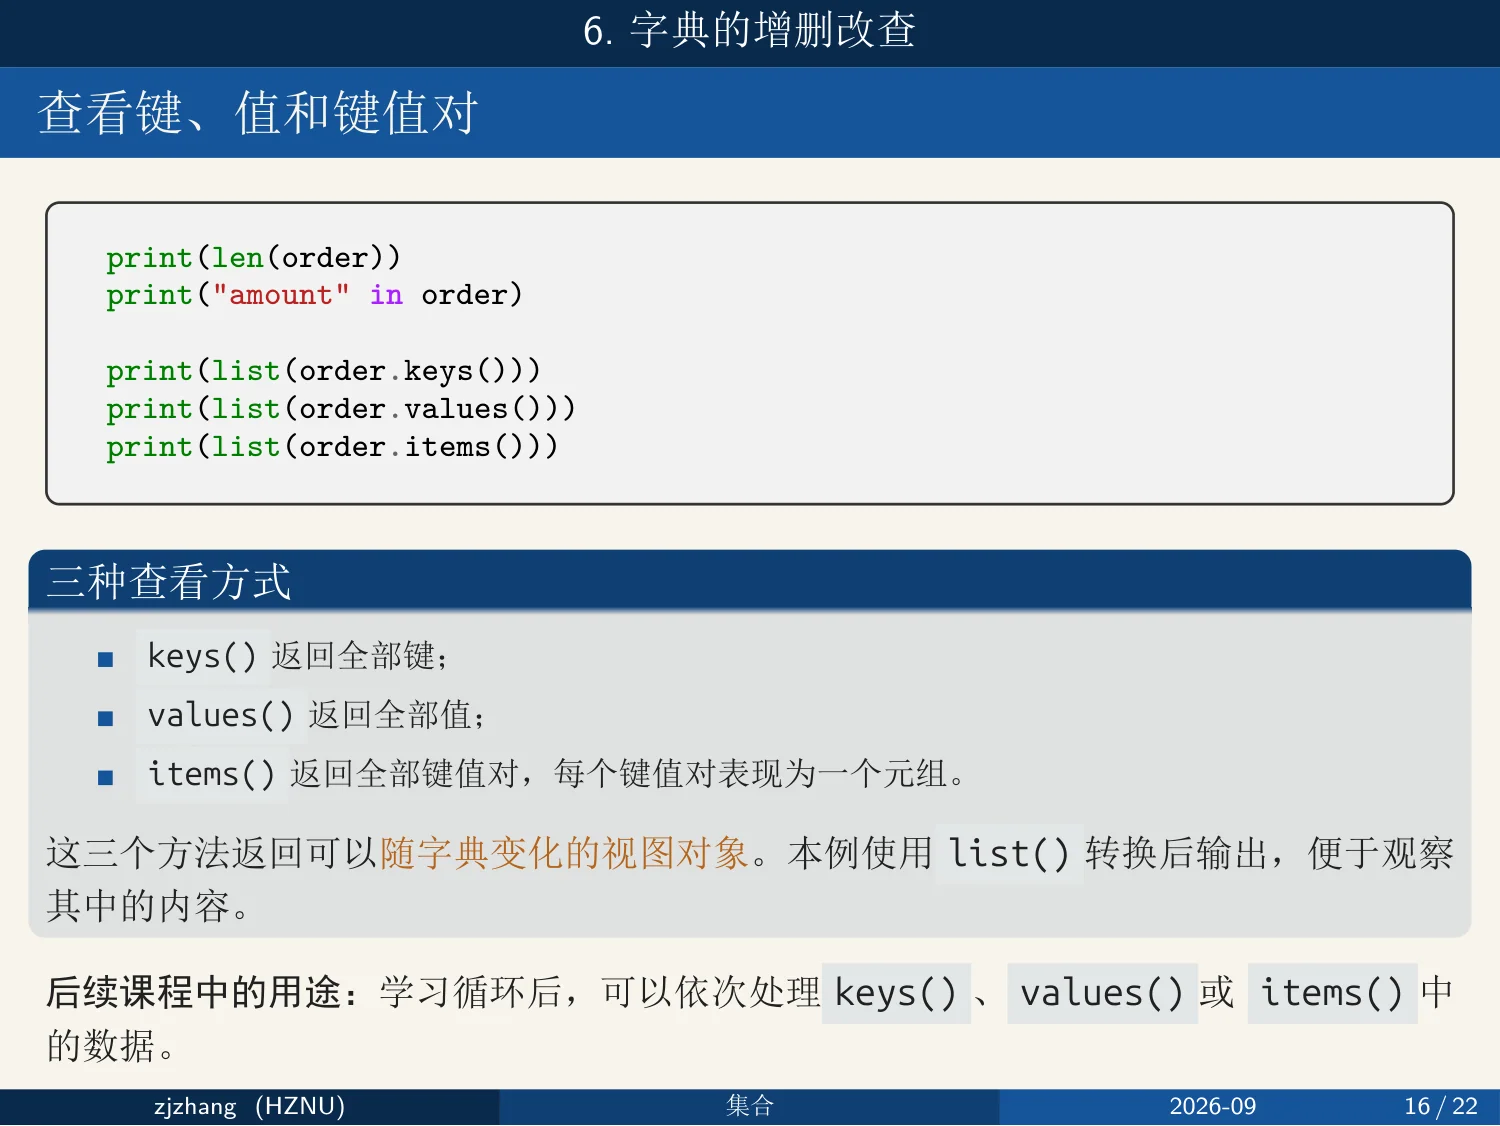 6. 字典的增删改查
查看键、值和键值对
print(len(order))
print("amount" in order)
print(list(order.keys()))
print(list(order.values()))
print(list(order.items()))
三种查看方式
keys() 返回全部键；
values() 返回全部值；
items() 返回全部键值对，每个键值对表现为一个元组。
这三个方法返回可以随字典变化的视图对象。本例使用 list() 转换后输出，便于观察
其中的内容。
后续课程中的用途：学习循环后，可以依次处理 keys() 、 values() 或 items() 中
的数据。
zjzhang (HZNU) 集合 2026-09 16 / 22